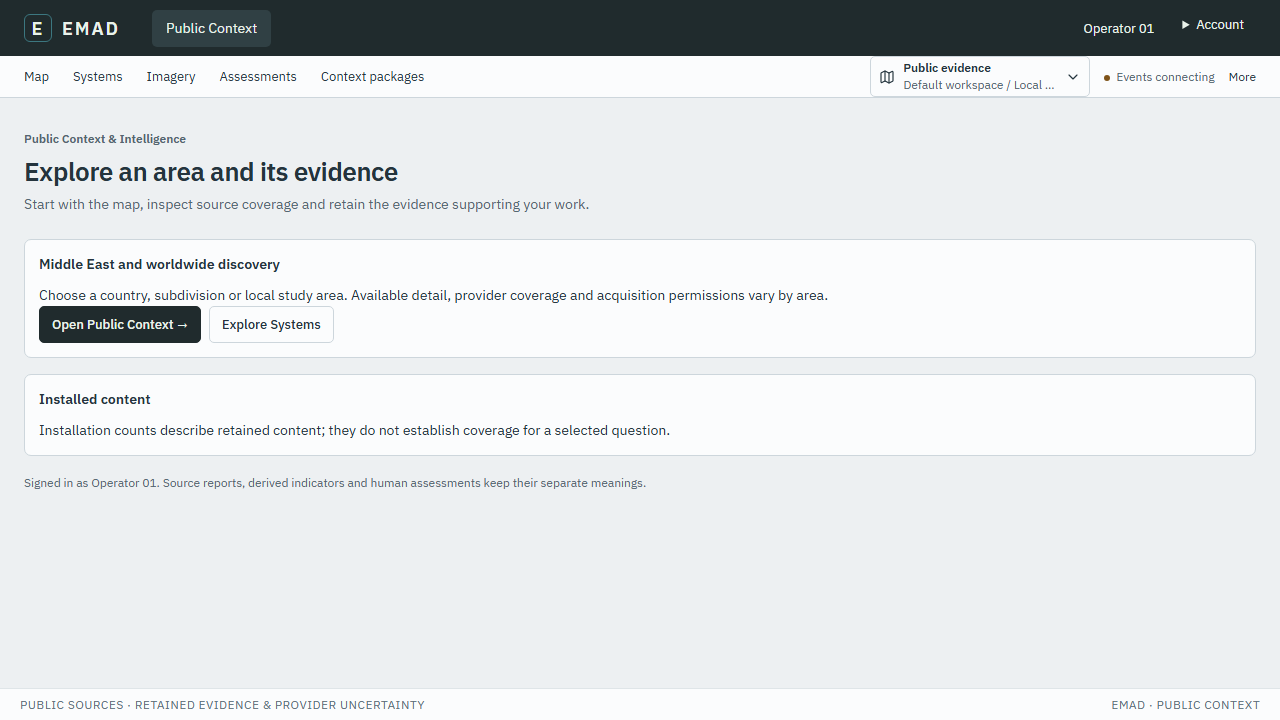 E EMAD Public Context Operator 01 Account
Map Systems Imagery Assessments Context packages Public evidence
Default workspace / Local ... Events connecting More
Public Context & Intelligence
Explore an area and its evidence
Start with the map, inspect source coverage and retain the evidence supporting your work.
Middle East and worldwide discovery
Choose a country, subdivision or local study area. Available detail, provider coverage and acquisition permissions vary by area.
Open Public Context → Explore Systems
Installed content
Installation counts describe retained content; they do not establish coverage for a selected question.
Signed in as Operator 01. Source reports, derived indicators and human assessments keep their separate meanings.
PUBLIC SOURCES · RETAINED EVIDENCE & PROVIDER UNCERTAINTY EMAD · PUBLIC CONTEXT